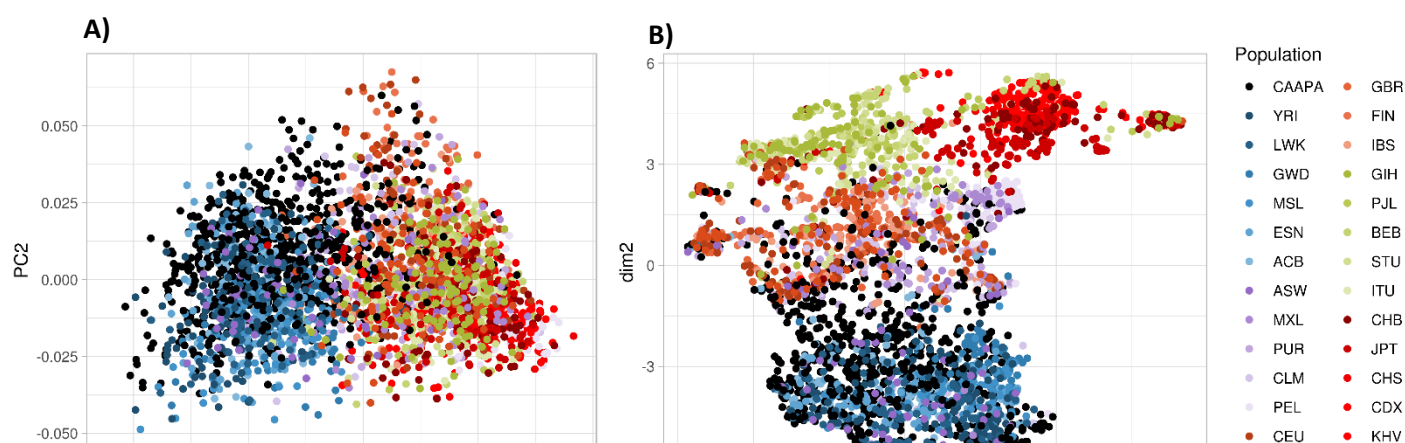 A)
B)
PC2
0.050
0.025
0.000
-0.025
-0.050
dim2
6
3
0
-3
Population
CAAPA GBR
YRI FIN
LWK IBS
GWD GIH
MSL PJL
ESN BEB
ACB STU
ASW ITU
MXL CHB
PUR JPT
CLM CHS
PEL CDX
CEU KHV